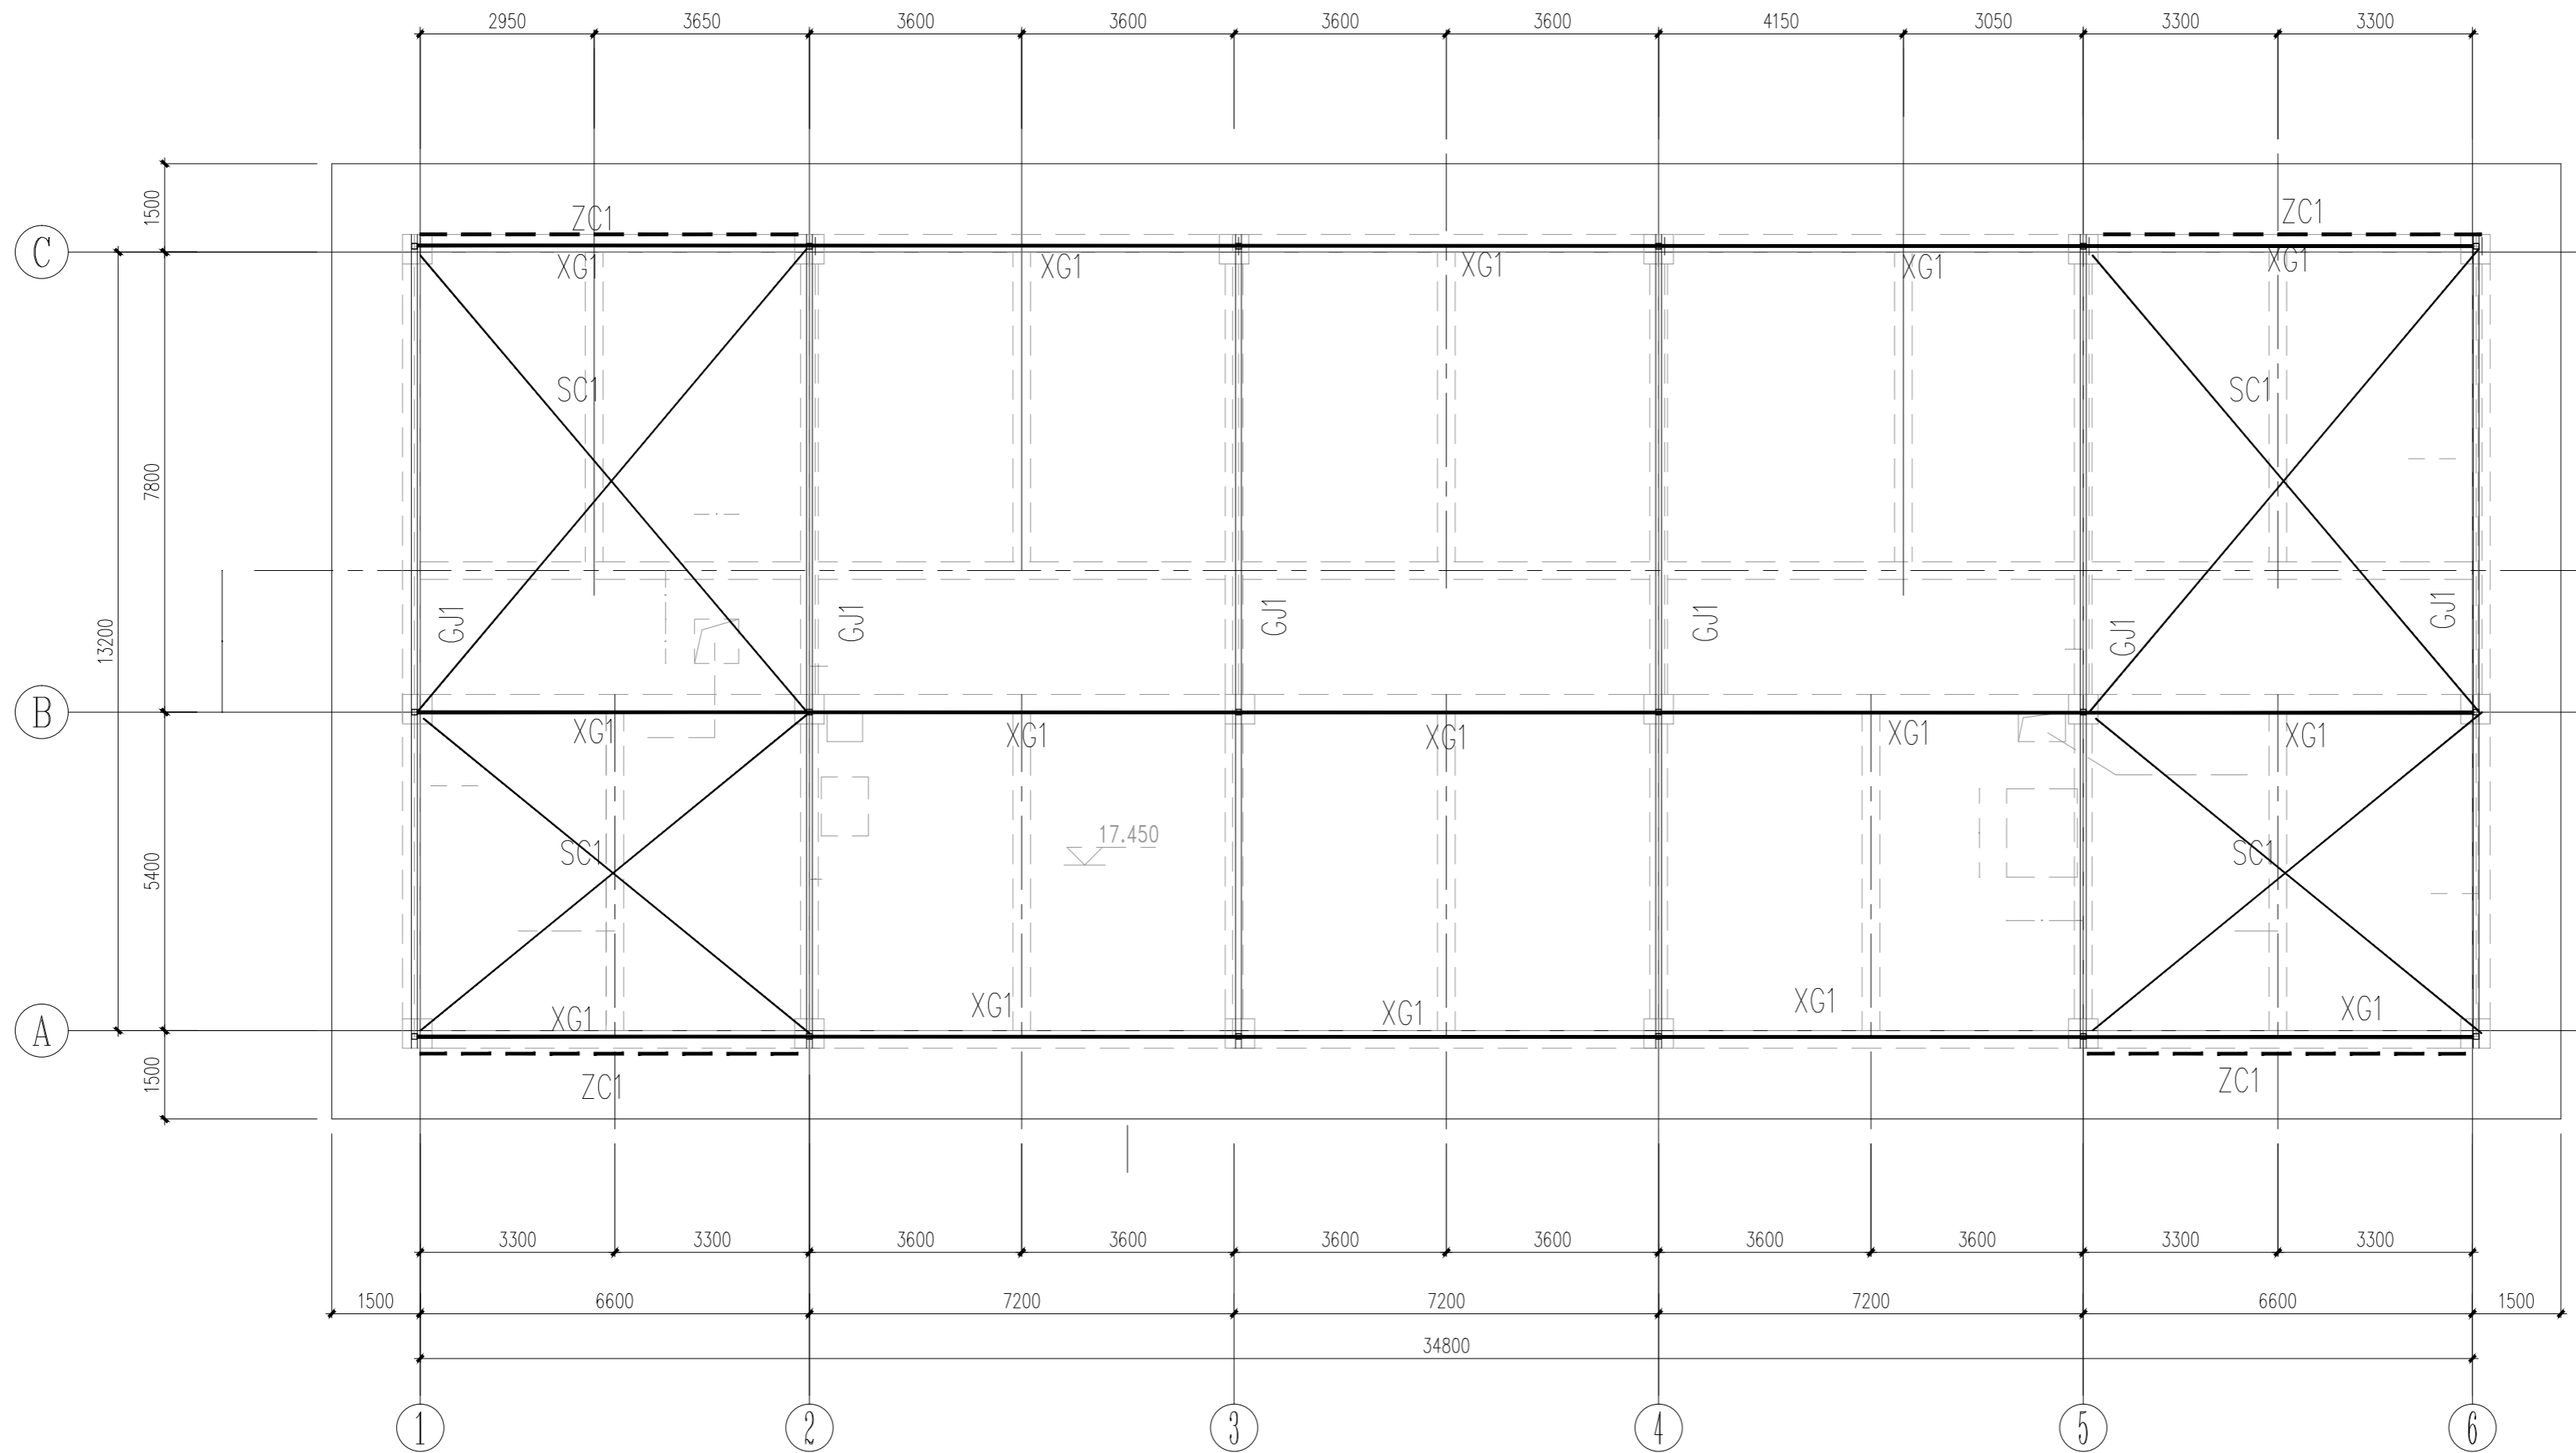 2950 3650 3600 3600 3600 3600 4150 3050 3300 3300
1500
ZC1 ZC1
C
XG1 XG1 XG1 XG1 XG1
SC1 SC1
7800
GJ1 GJ1 GJ1 GJ1 GJ1 GJ1
13200
B
XG1 XG1 XG1 XG1 XG1
17.450
SC1 SC1
5400
XG1 XG1 XG1 XG1 XG1
A
1500
ZC1 ZC1
3300 3300 3600 3600 3600 3600 3600 3600 3300 3300
1500 6600 7200 7200 7200 6600 1500
34800
1 2 3 4 5 6